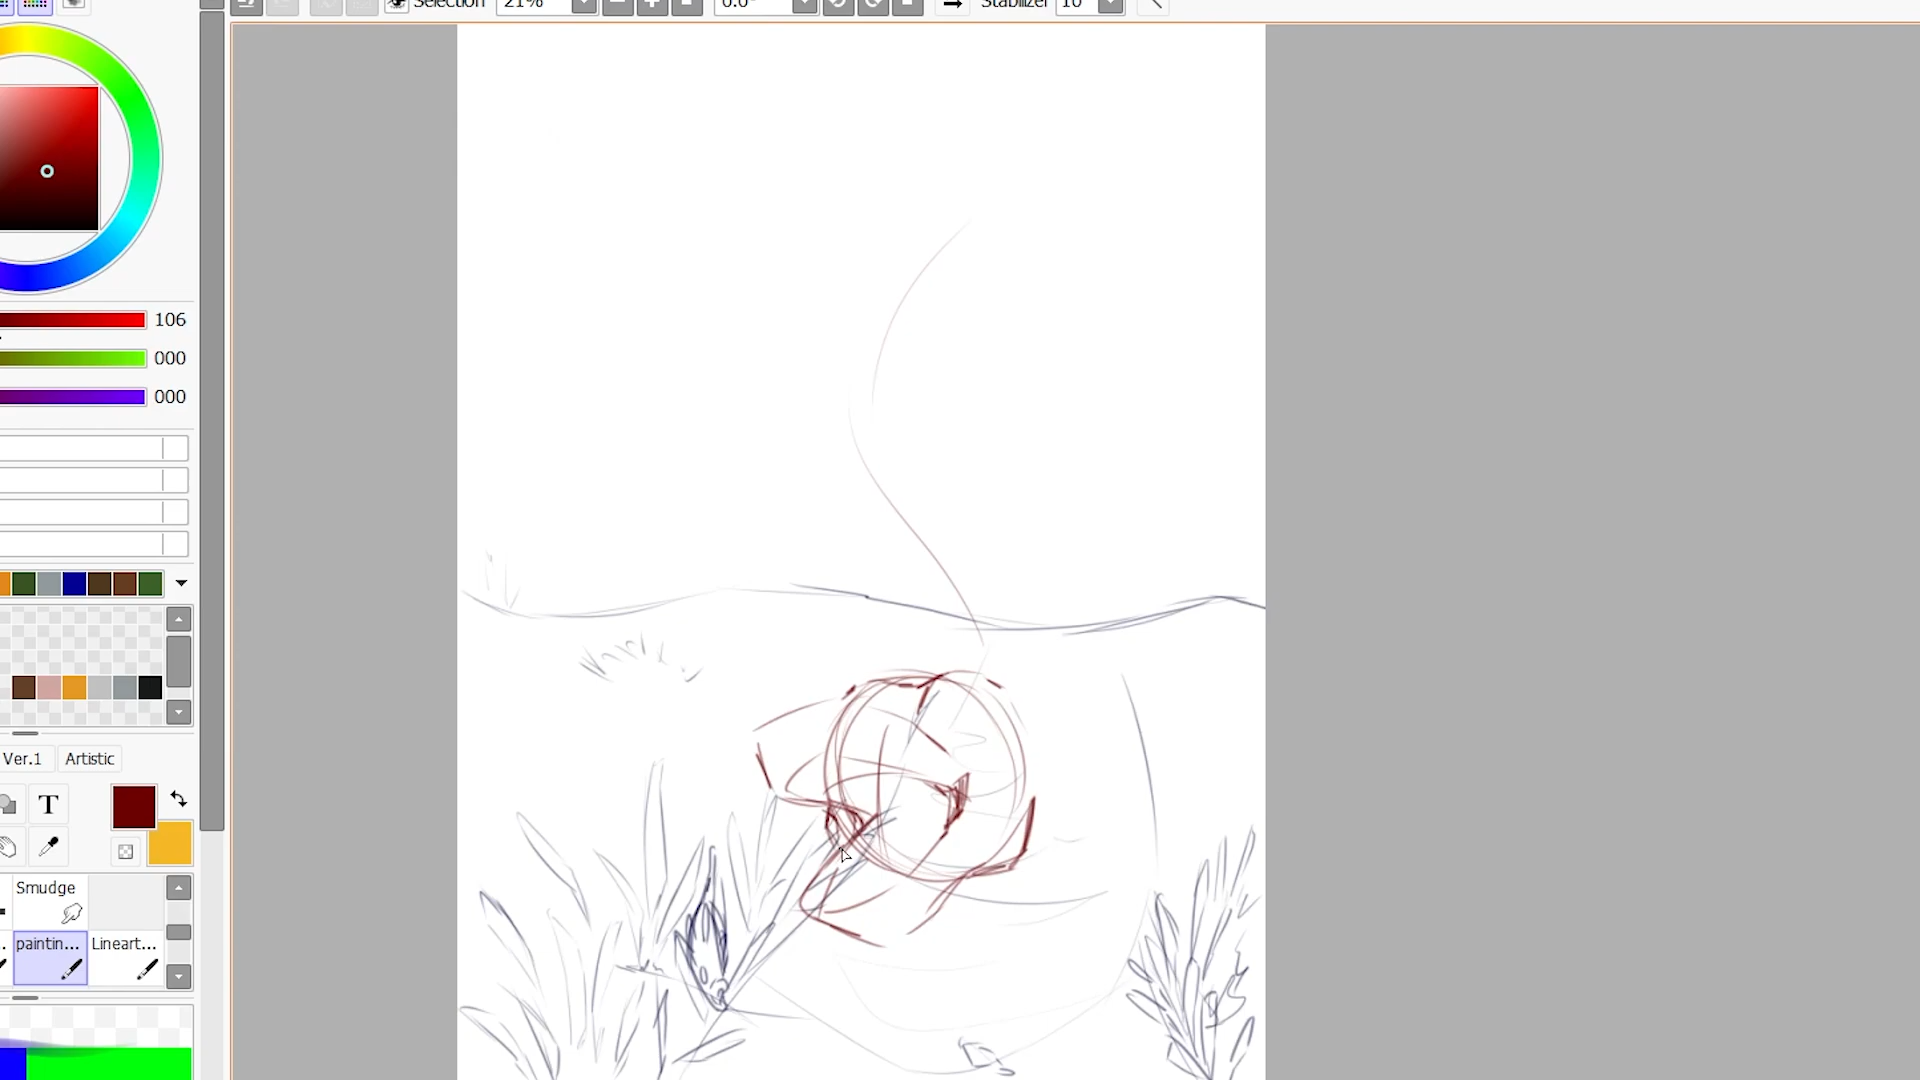 Selection 21% 0.0° Stabilizer 10
106
000
000
Ver.1 Artistic
T
Smudge
paintin... Lineart...